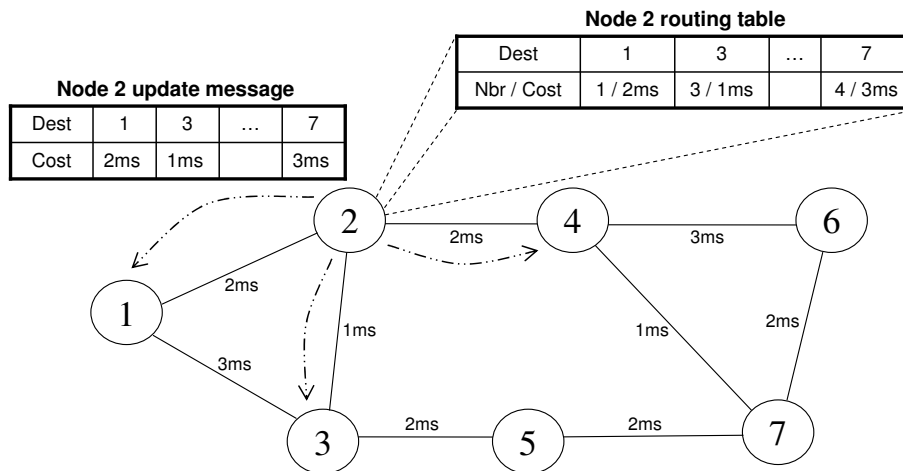 Node 2 routing table
Dest 1 3 … 7
Nbr / Cost 1 / 2ms 3 / 1ms 4 / 3ms
Node 2 update message
Dest 1 3 … 7
Cost 2ms 1ms 3ms
2 4 6
2ms 3ms
2ms
1
1ms 1ms 2ms
3ms
3 2ms 5 2ms 7